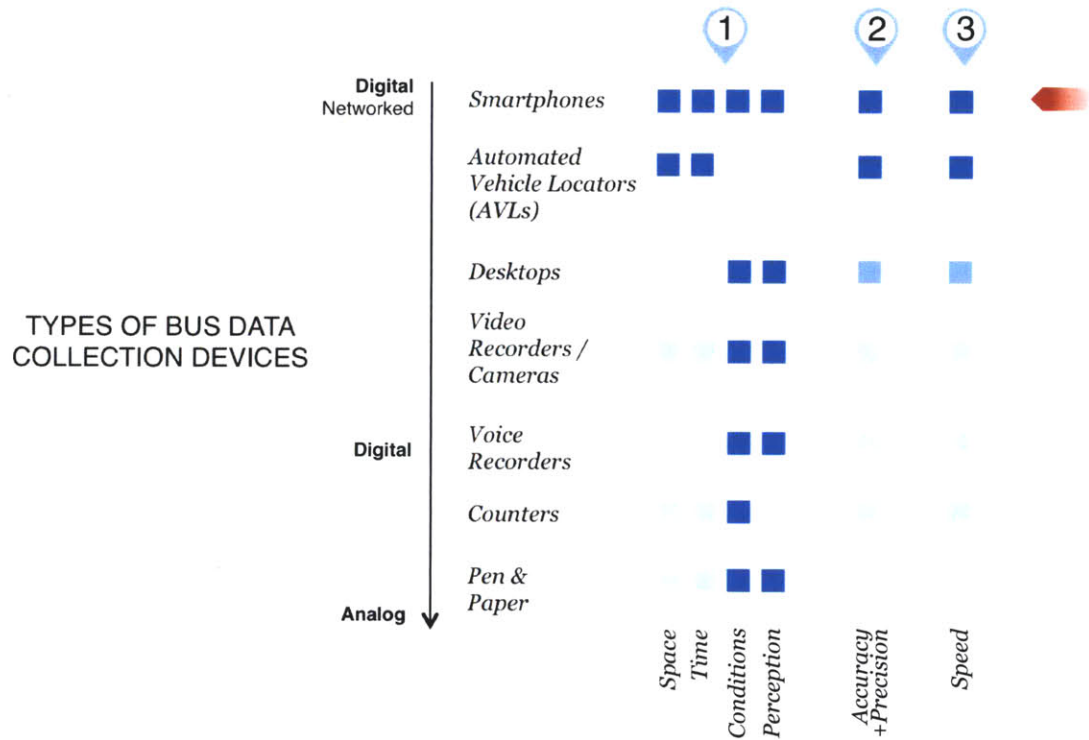 1
2
3
Digital
Networked
Smartphones
Automated
Vehicle Locators
(AVLs)
Desktops
TYPES OF BUS DATA
COLLECTION DEVICES
Video
Recorders /
Cameras
Digital
Voice
Recorders
Counters
Pen &
Paper
Analog
Space
Time
Conditions
Perception
Accuracy
+Precision
Speed